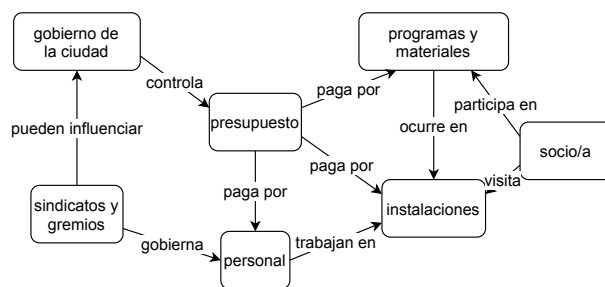 gobierno de
la ciudad
programas y
materiales
controla
paga por
participa en
presupuesto
pueden influenciar
ocurre en
socio/a
paga por
paga por
visita
sindicatos y
gremios
instalaciones
gobierna
personal
trabajan en